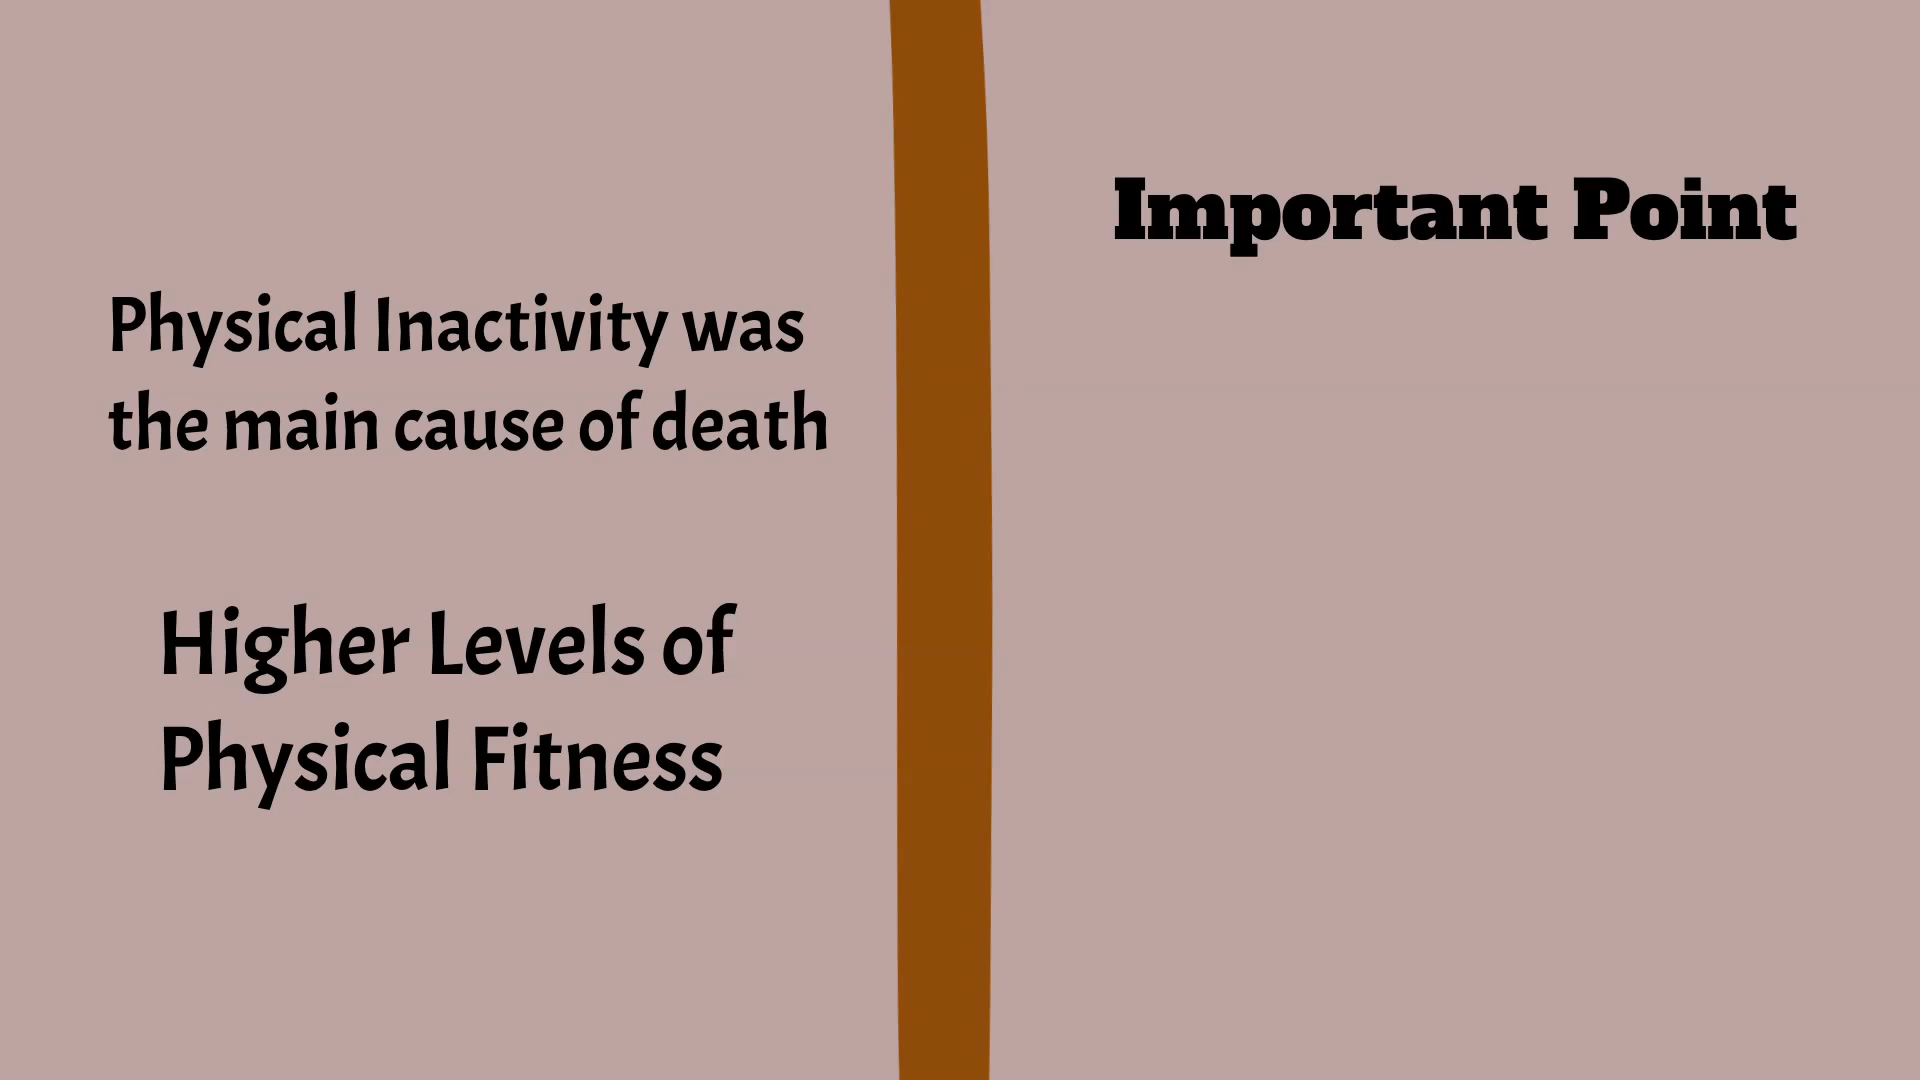 Physical Inactivity was
the main cause of death
Higher Levels of
Physical Fitness
Important Point